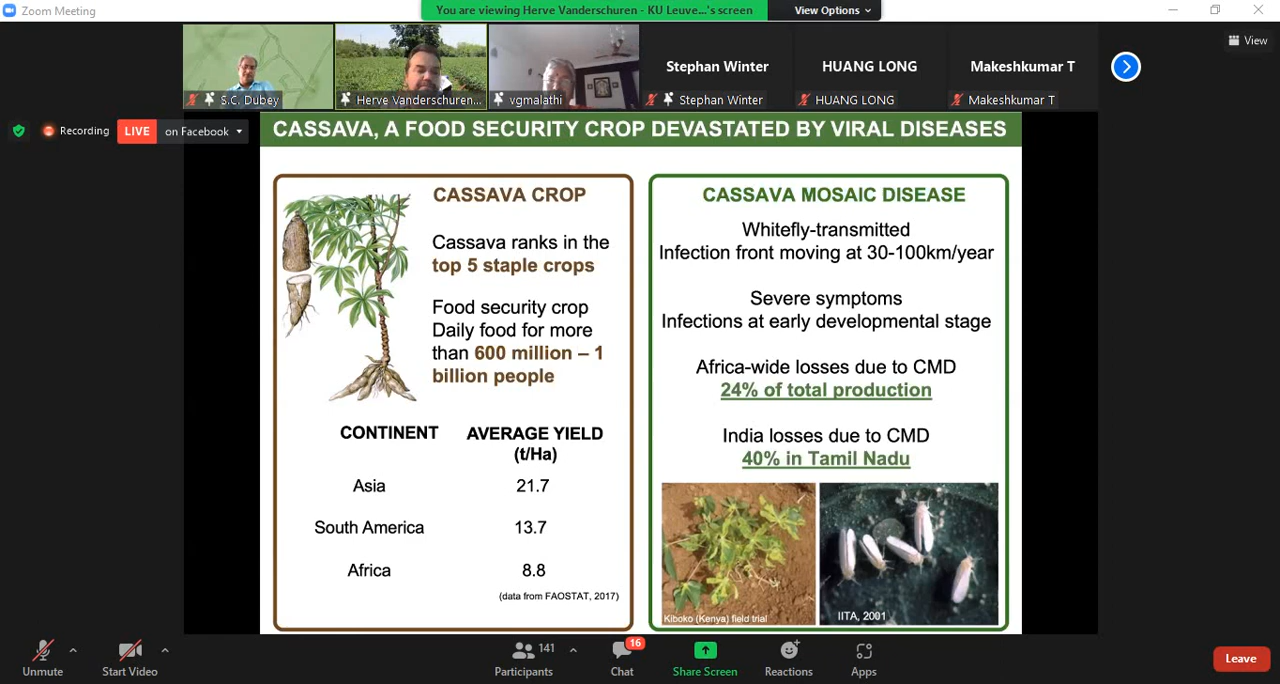 Zoom Meeting
You are viewing Herve Vanderschuren - KU Leuve...'s screen
View Options
View
S.C. Dubey
Herve Vanderschuren...
vgmalathi
Stephan Winter
Stephan Winter
HUANG LONG
HUANG LONG
Makeshkumar T
Makeshkumar T
Recording
LIVE
on Facebook
CASSAVA, A FOOD SECURITY CROP DEVASTATED BY VIRAL DISEASES
CASSAVA CROP
Cassava ranks in the
top 5 staple crops
Food security crop
Daily food for more
than 600 million – 1
billion people
CONTINENT
AVERAGE YIELD
(t/Ha)
Asia
21.7
South America
13.7
Africa
8.8
(data from FAOSTAT, 2017)
CASSAVA MOSAIC DISEASE
Whitefly-transmitted
Infection front moving at 30-100km/year
Severe symptoms
Infections at early developmental stage
Africa-wide losses due to CMD
24% of total production
India losses due to CMD
40% in Tamil Nadu
Kiboko (Kenya) field trial
IITA, 2001
Unmute
Start Video
141
Participants
16
Chat
Share Screen
Reactions
Apps
Leave